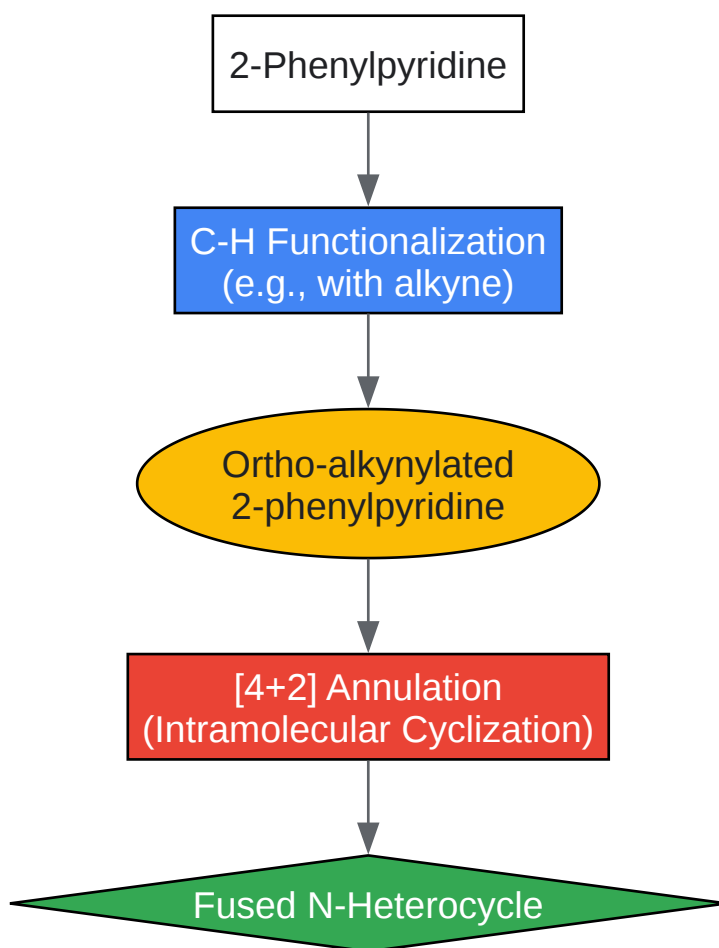 2-Phenylpyridine
C-H Functionalization
(e.g., with alkyne)
Ortho-alkynylated
2-phenylpyridine
[4+2] Annulation
(Intramolecular Cyclization)
Fused N-Heterocycle